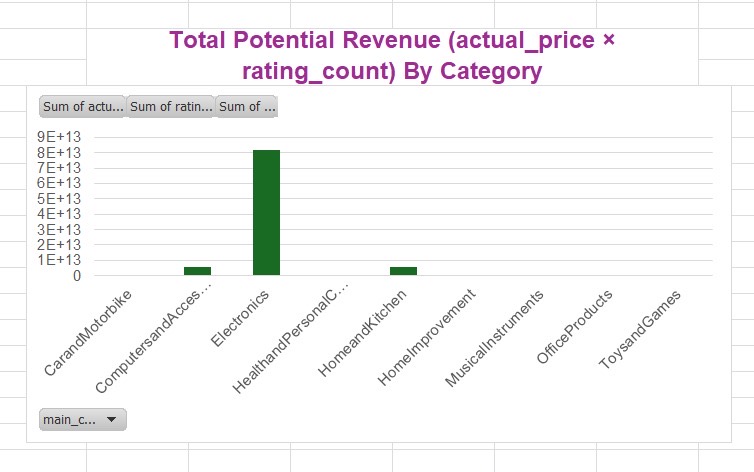 Total Potential Revenue (actual_price ×
rating_count) By Category
Sum of actu... Sum of ratin... Sum of ...
9E+13
8E+13
7E+13
6E+13
5E+13
4E+13
3E+13
2E+13
1E+13
0
CarandMotorbike
ComputersandAcces...
Electronics
HealthandPersonalC...
HomeandKitchen
HomeImprovement
MusicalInstruments
OfficeProducts
ToysandGames
main_c...